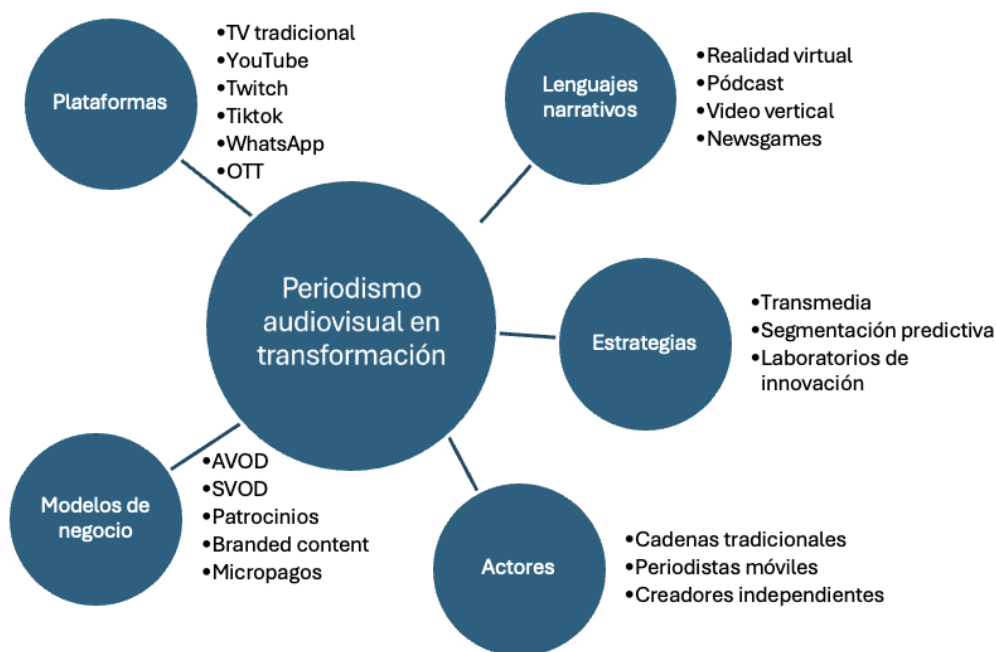 Plataformas
•TV tradicional
•YouTube
•Twitch
•Tiktok
•WhatsApp
•OTT
Lenguajes
narrativos
•Realidad virtual
•Pódcast
•Video vertical
•Newsgames
Periodismo
audiovisual en
transformación
Estrategias
•Transmedia
•Segmentación predictiva
•Laboratorios de
innovación
Modelos de
negocio
•AVOD
•SVOD
•Patrocinios
•Branded content
•Micropagos
Actores
•Cadenas tradicionales
•Periodistas móviles
•Creadores independientes